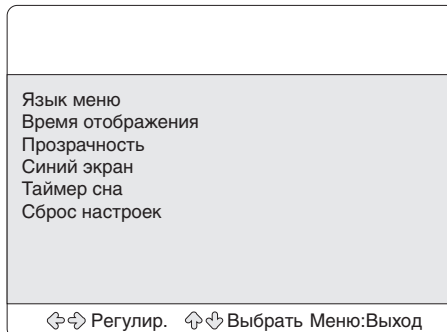 Язык меню
Время отображения
Прозрачность
Синий экран
Таймер сна
Сброс настроек
Регулир. Выбрать Меню:Выход